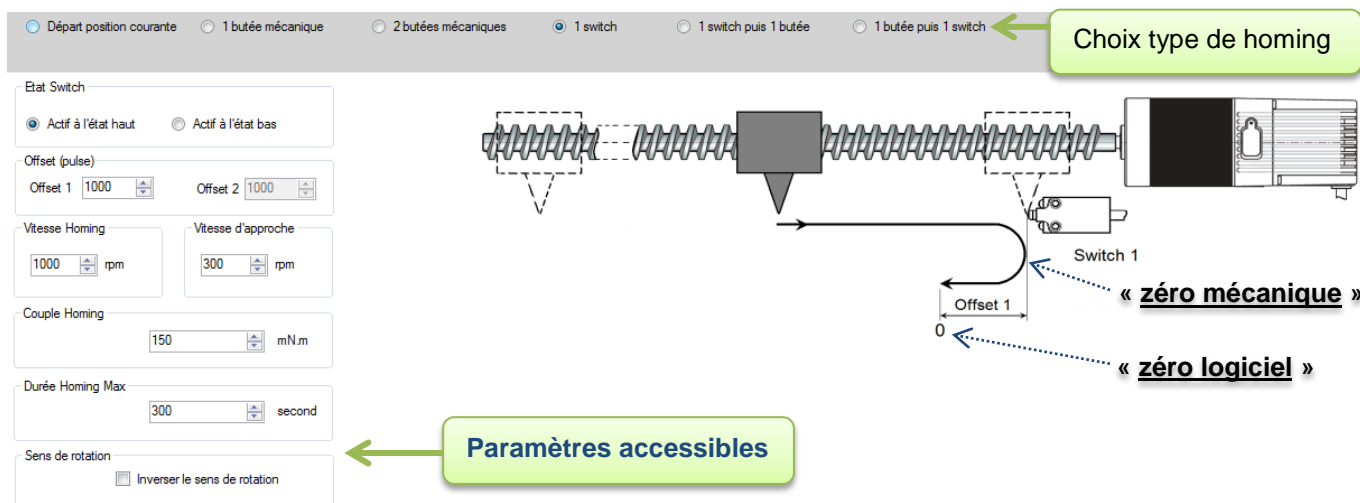 Départ position courante 1 butée mécanique 2 butées mécaniques 1 switch 1 switch puis 1 butée 1 butée puis 1 switch
Choix type de homing
Etat Switch
Actif à l'état haut Actif à l'état bas
Offset (pulse)
Offset 1 1000 Offset 2 1000
Vitesse Homing Vitesse d'approche
1000 rpm 300 rpm
Couple Homing
150 mN.m
Durée Homing Max
300 second
Sens de rotation
Inverser le sens de rotation
Switch 1
« zéro mécanique »
Offset 1
0
« zéro logiciel »
Paramètres accessibles